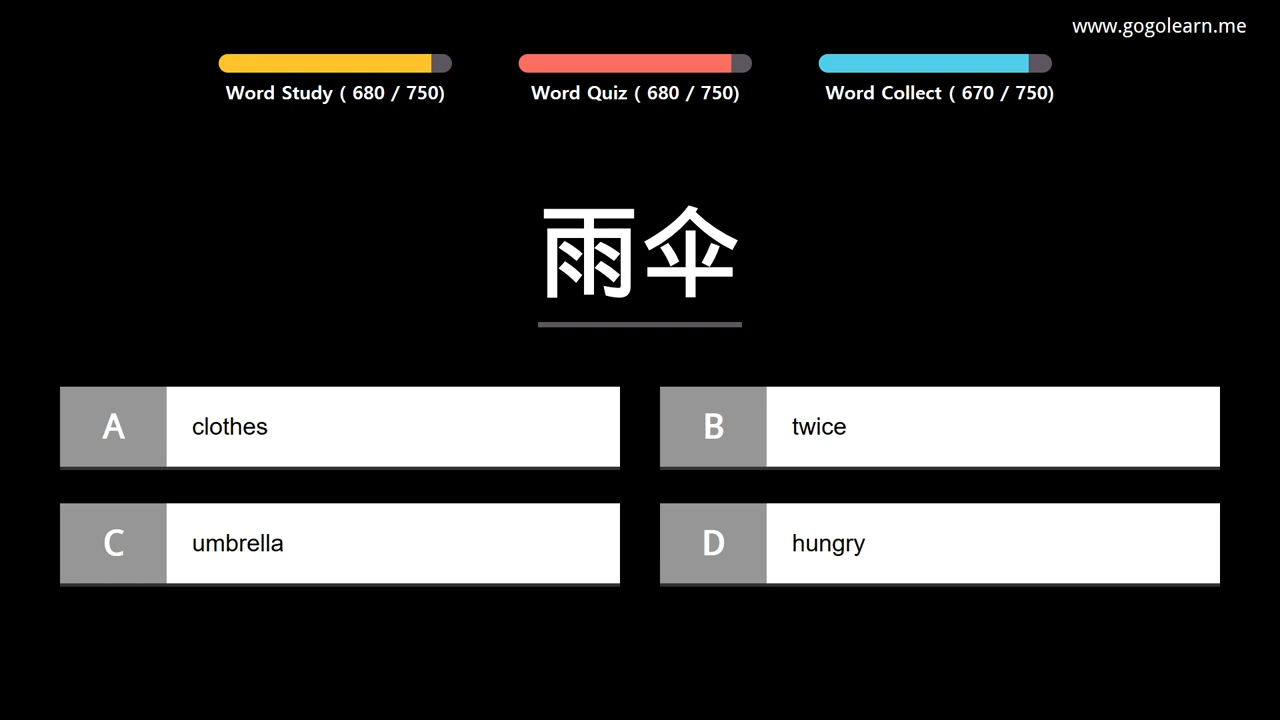 www.gogolearn.me
Word Study ( 680 / 750)
Word Quiz ( 680 / 750)
Word Collect ( 670 / 750)
雨伞
A clothes
B twice
C umbrella
D hungry